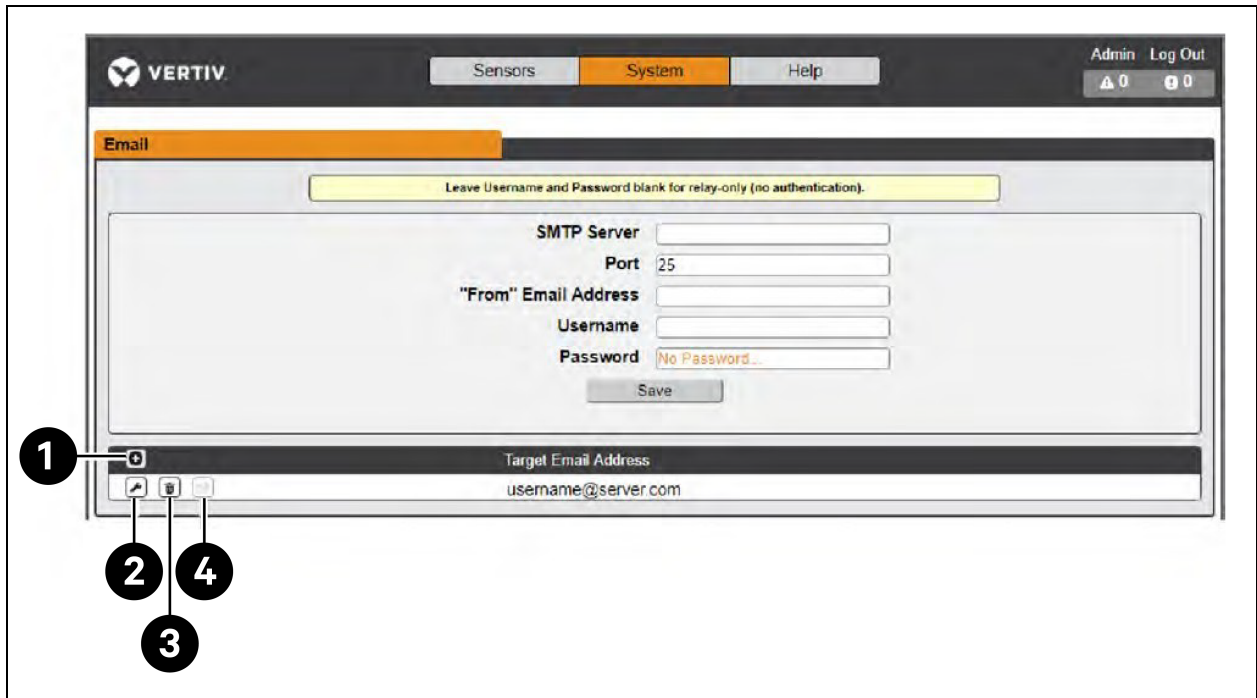 VERTIV
Sensors System Help
Admin Log Out
0 0
Email
Leave Username and Password blank for relay-only (no authentication).
SMTP Server
Port 25
"From" Email Address
Username
Password No Password...
Save
1
Target Email Address
username@server.com
2
4
3